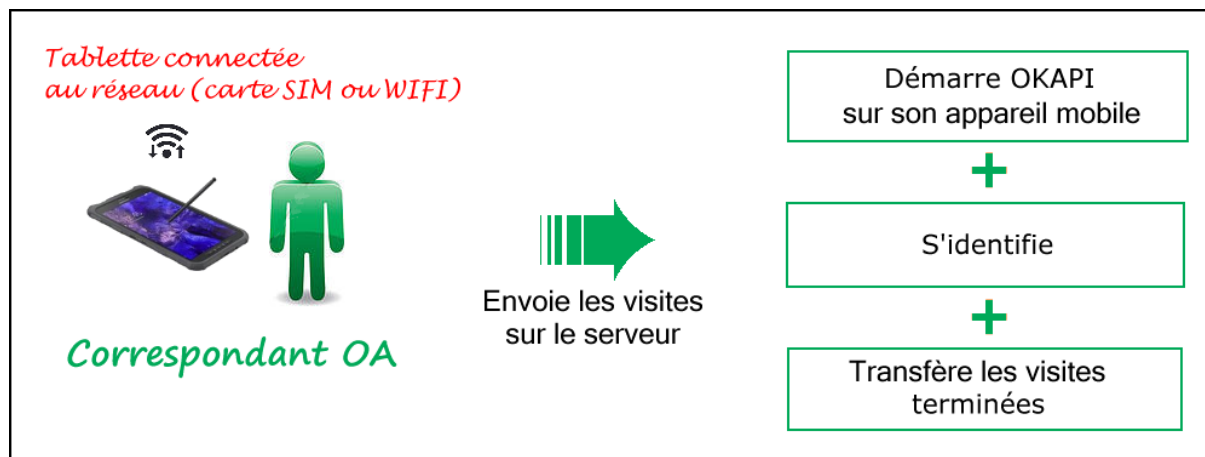 Tablette connectée
au réseau (carte SIM ou WIFI)
Correspondant OA
Envoie les visites
sur le serveur
Démarre OKAPI
sur son appareil mobile
+
S'identifie
+
Transfère les visites
terminées